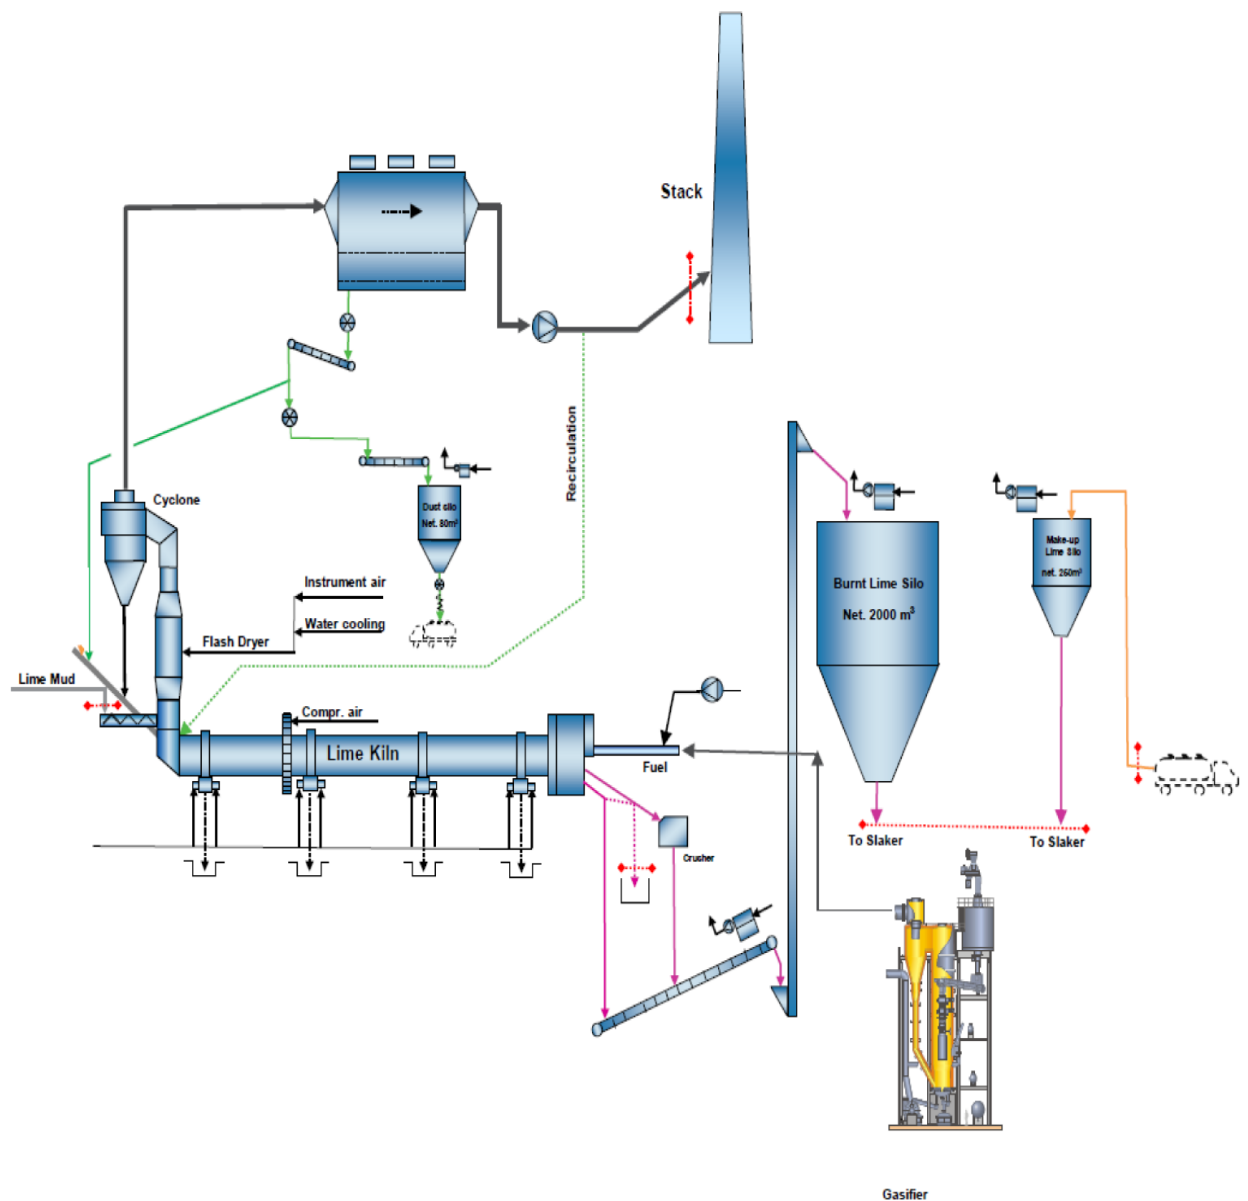 Stack
Recirculation
Cyclone
Dust silo
Net. 80m³
Burnt Lime Silo
Net. 2000 m³
Make-up
Lime Silo
net. 250m³
Instrument air
Water cooling
Flash Dryer
Lime Mud
Compr. air
Lime Kiln
Fuel
To Slaker
To Slaker
Crusher
Gasifier